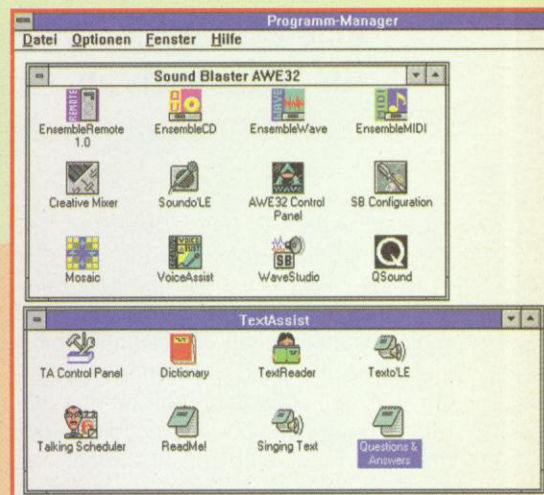 Programm-Manager
Datei Optionen Fenster Hilfe
Sound Blaster AWE32
EnsembleRemote 1.0
EnsembleCD
EnsembleWave
EnsembleMIDI
Creative Mixer
Soundo'LE
AWE32 Control Panel
SB Configuration
Mosaic
VoiceAssist
WaveStudio
QSound
TextAssist
TA Control Panel
Dictionary
TextReader
Texto'LE
Talking Scheduler
ReadMe!
Singing Text
Questions & Answers